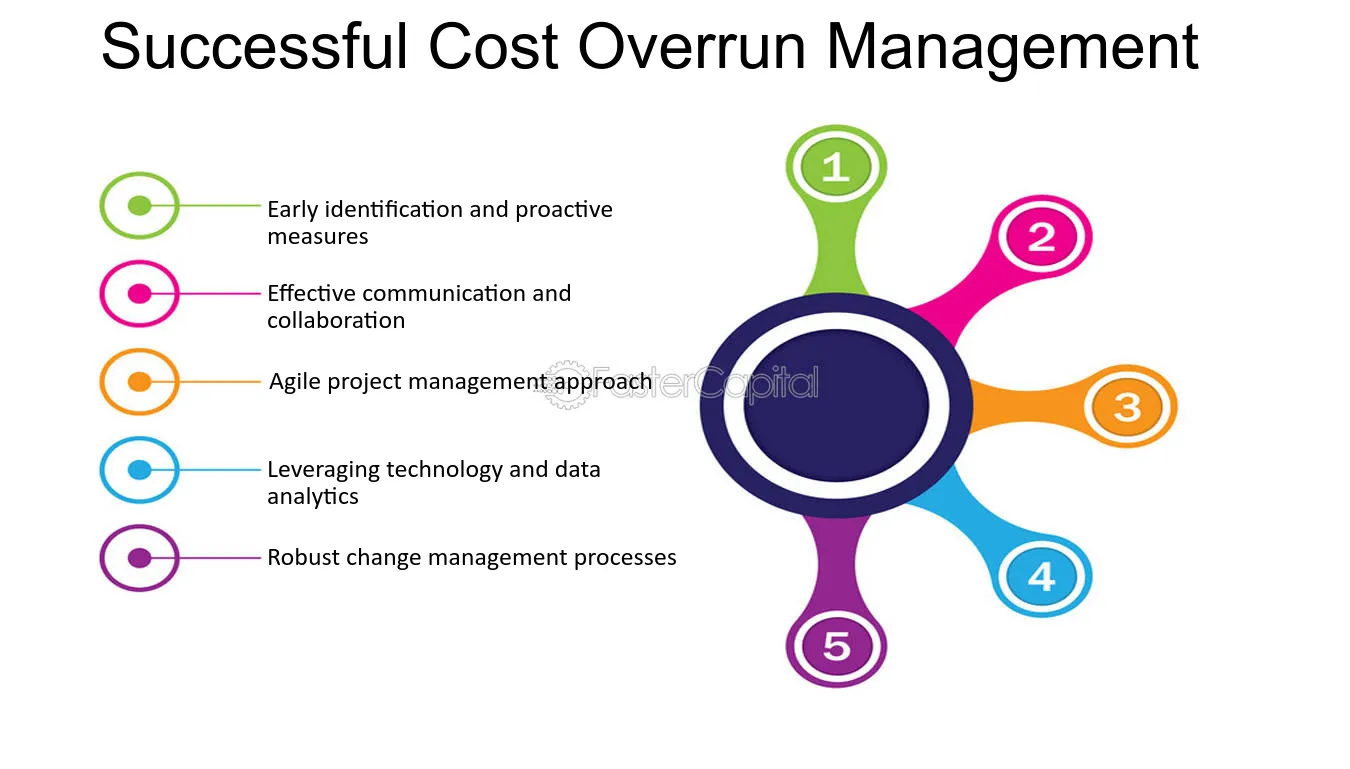 Successful Cost Overrun Management
Early identification and proactive
measures
Effective communication and
collaboration
Agile project management approach
Leveraging technology and data
analytics
Robust change management processes
FasterCapital
1
2
3
4
5